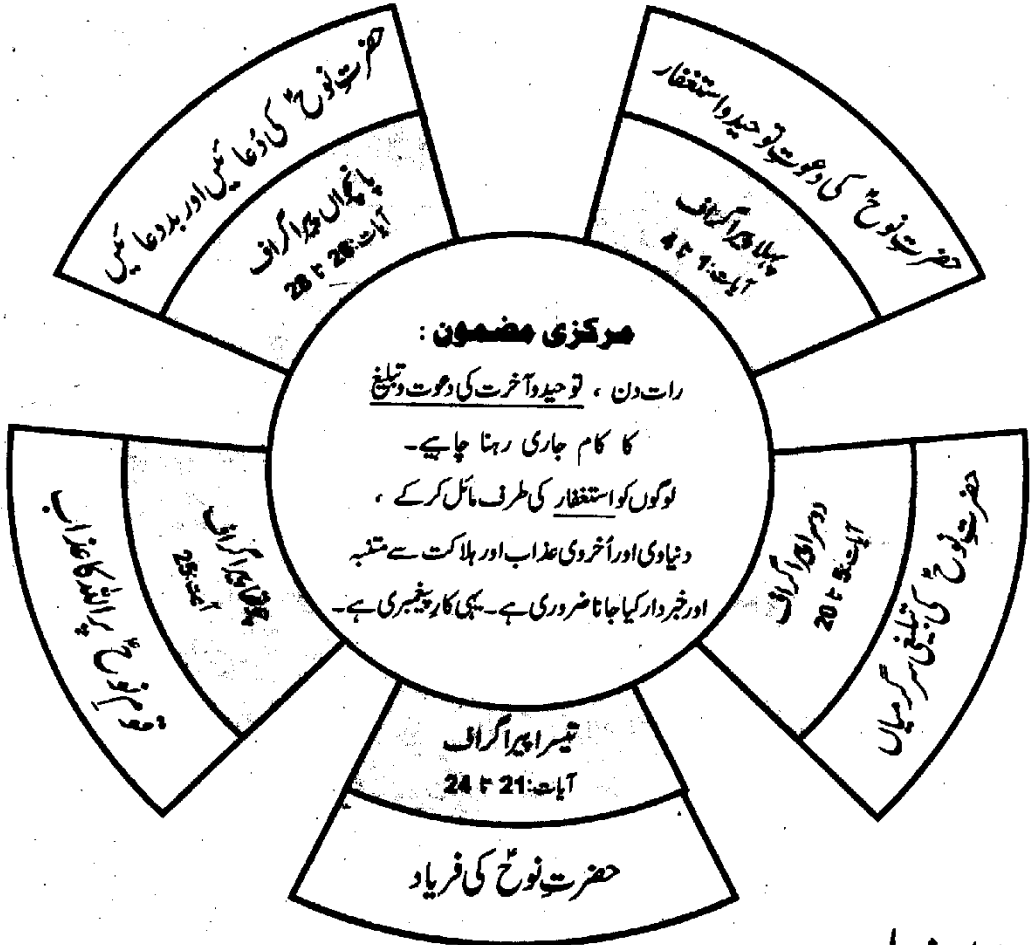 حضرتِ نوحؑ کی دعوتِ توحید و استغفار
پہلا پیراگراف
آیات: 1 تا 4
حضرتِ نوحؑ کی تبلیغی سرگرمیاں
دوسرا پیراگراف
آیات: 5 تا 20
تیسرا پیراگراف
آیات: 21 تا 24
حضرتِ نوحؑ کی فریاد
قومِ نوحؑ پر اللہ کا عذاب
چوتھا پیراگراف
آیت: 25
حضرتِ نوحؑ کی دُعائیں اور بددعائیں
پانچواں پیراگراف
آیات: 26 تا 28
مرکزی مضمون :
رات دن ، توحید و آخرت کی دعوت و تبلیغ
کا کام جاری رہنا چاہیے۔
لوگوں کو استغفار کی طرف مائل کر کے ،
دنیاوی اور اُخروی عذاب اور ہلاکت سے متنبہ
اور خبردار کیا جانا ضروری ہے۔ یہی کارِ پیغمبری ہے۔